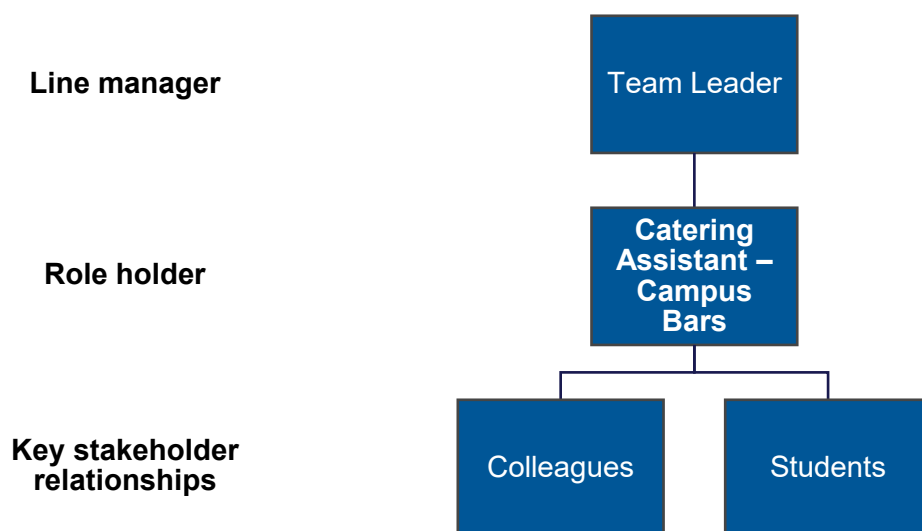 Line manager
Team Leader
Role holder
Catering
Assistant –
Campus
Bars
Key stakeholder
relationships
Colleagues
Students